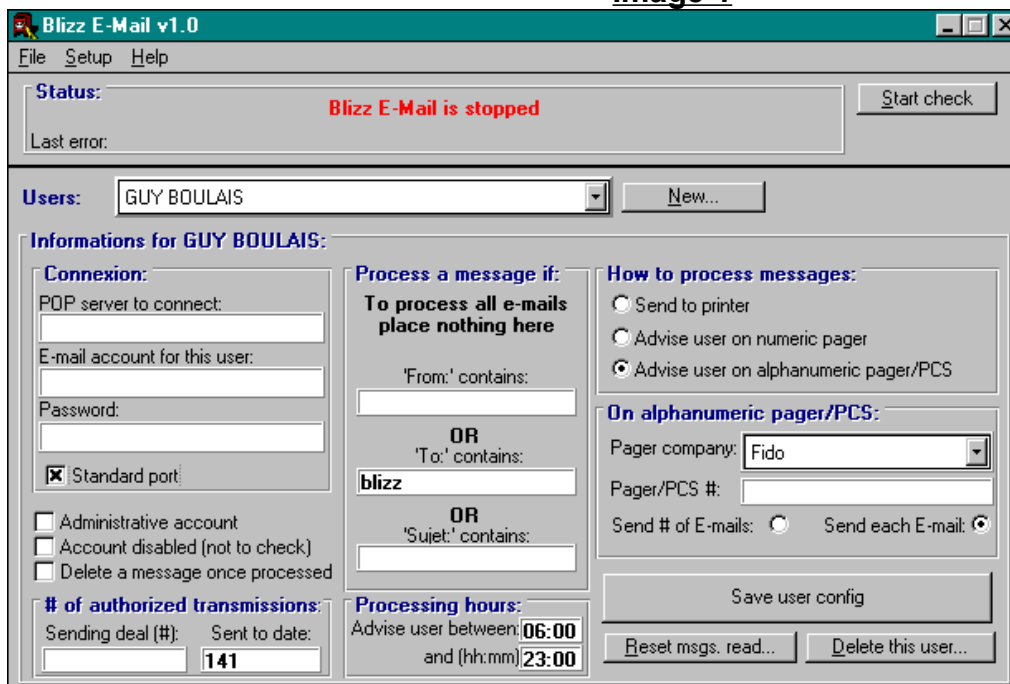 Image 1
Blizz E-Mail v1.0
File Setup Help
Status:
Blizz E-Mail is stopped
Start check
Last error:
Users:
GUY BOULAIS
New...
Informations for GUY BOULAIS:
Connexion:
POP server to connect:
E-mail account for this user:
Password:
Standard port
Administrative account
Account disabled (not to check)
Delete a message once processed
# of authorized transmissions:
Sending deal (#):
Sent to date:
141
Process a message if:
To process all e-mails
place nothing here
'From:' contains:
OR
'To:' contains:
blizz
OR
'Sujet:' contains:
Processing hours:
Advise user between: 06:00
and (hh:mm) 23:00
How to process messages:
Send to printer
Advise user on numeric pager
Advise user on alphanumeric pager/PCS
On alphanumeric pager/PCS:
Pager company: Fido
Pager/PCS #:
Send # of E-mails:
Send each E-mail:
Save user config
Reset msgs. read...
Delete this user...